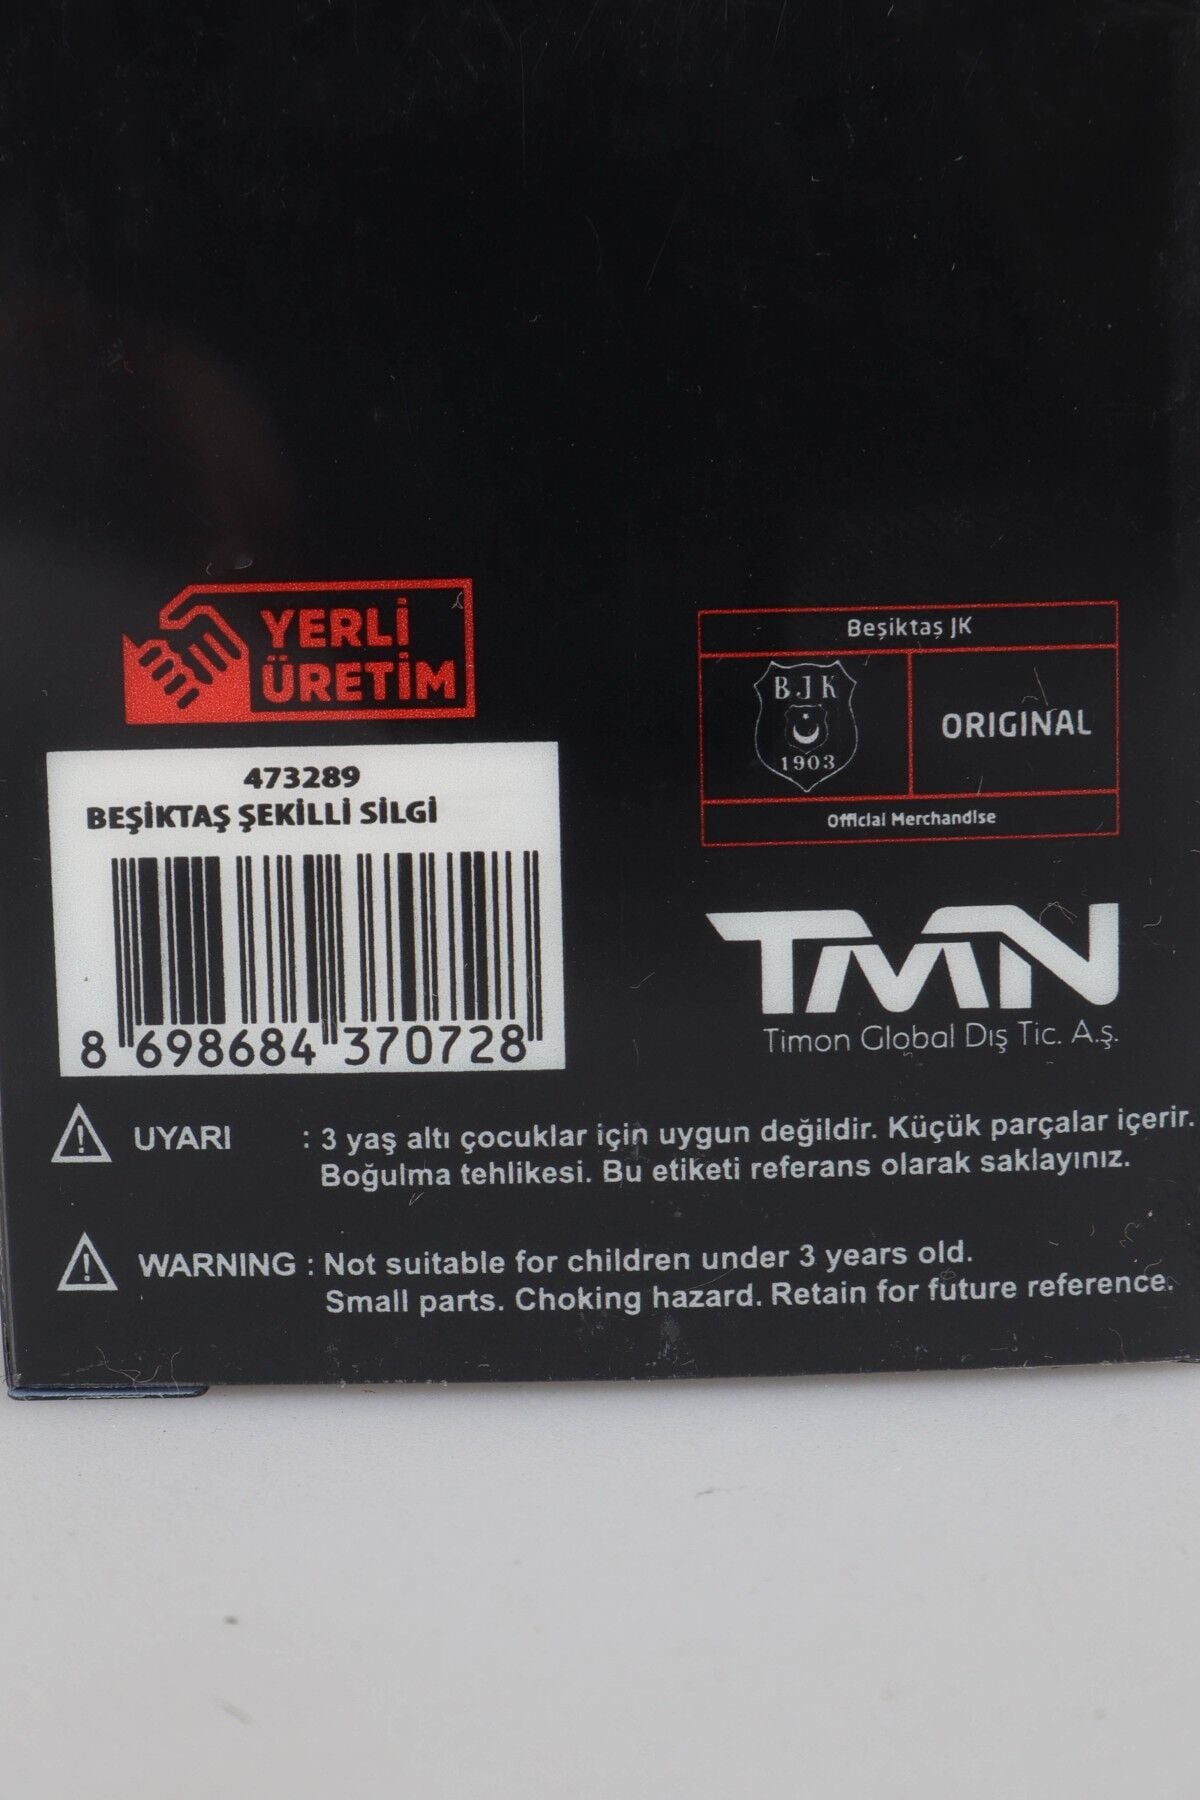 YERLİ
ÜRETİM
Beşiktaş JK
BJK
1903
ORIGINAL
Official Merchandise
473289
BEŞİKTAŞ ŞEKİLLİ SİLGİ
8 698684 370728
TMN
Timon Global Dış Tic. A.ş.
UYARI : 3 yaş altı çocuklar için uygun değildir. Küçük parçalar içerir.
Boğulma tehlikesi. Bu etiketi referans olarak saklayınız.
WARNING : Not suitable for children under 3 years old.
Small parts. Choking hazard. Retain for future reference.